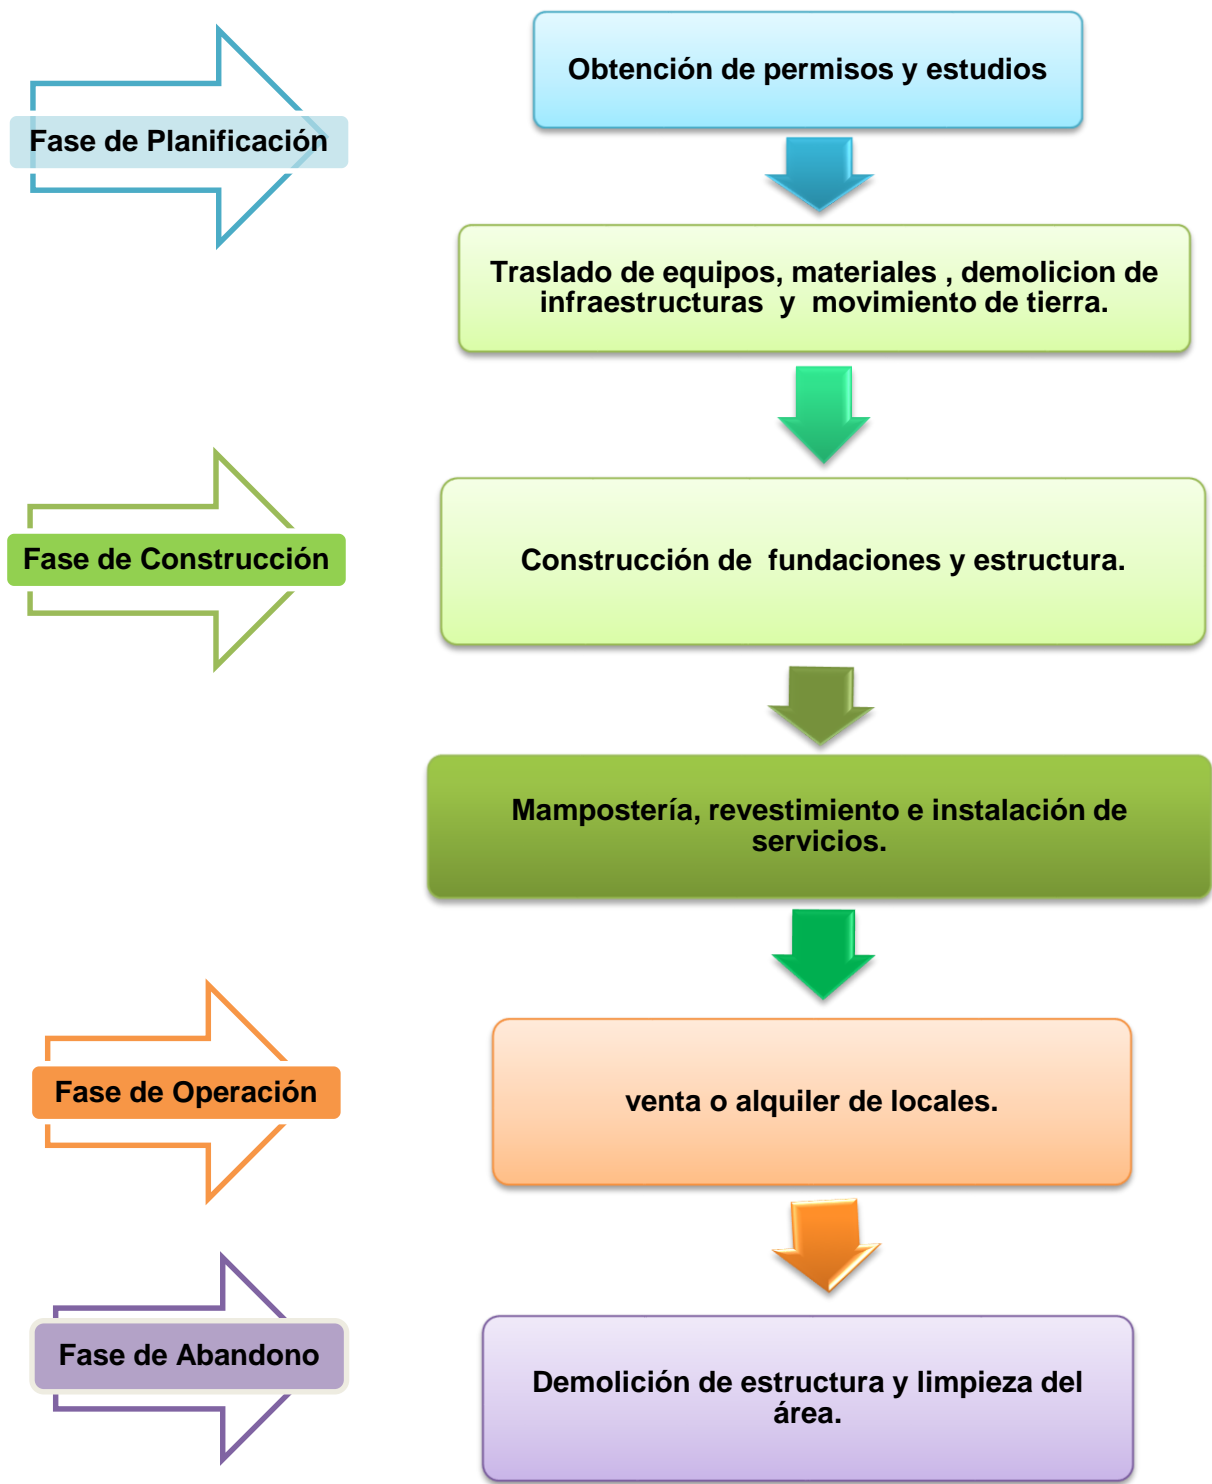 Obtención de permisos y estudios
Fase de Planificación
Traslado de equipos, materiales , demolicion de
infraestructuras y movimiento de tierra.
Fase de Construcción
Construcción de fundaciones y estructura.
Mampostería, revestimiento e instalación de
servicios.
Fase de Operación
venta o alquiler de locales.
Fase de Abandono
Demolición de estructura y limpieza del
área.